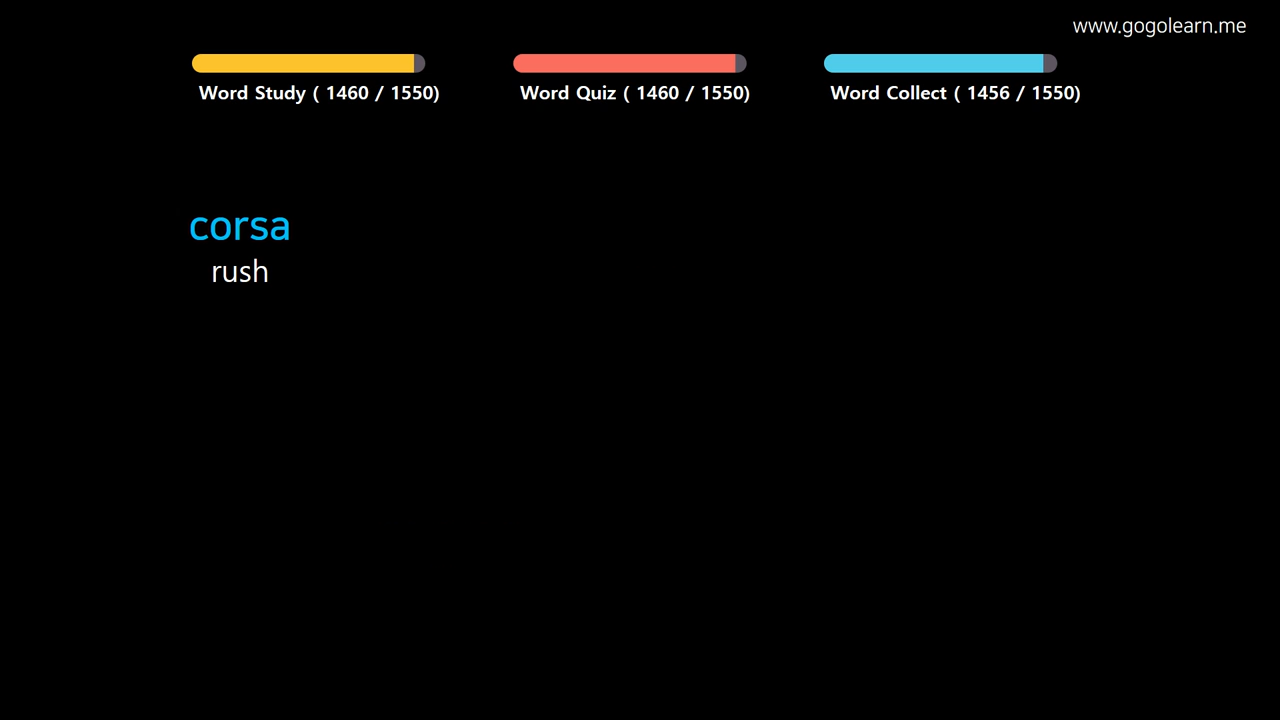 www.gogolearn.me
Word Study ( 1460 / 1550)
Word Quiz ( 1460 / 1550)
Word Collect ( 1456 / 1550)
corsa
rush